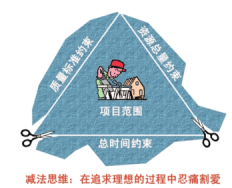 质量标准约束
资源总量约束
项目范围
总时间约束
减法思维：在追求理想的过程中忍痛割爱